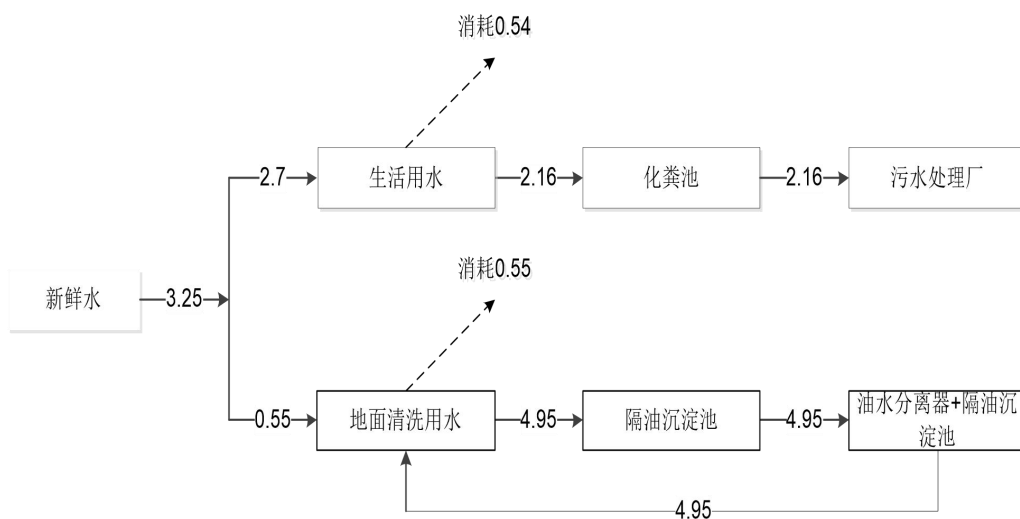 消耗0.54
2.7
生活用水
2.16
化粪池
2.16
污水处理厂
消耗0.55
新鲜水
3.25
0.55
地面清洗用水
4.95
隔油沉淀池
4.95
油水分离器+隔油沉
淀池
4.95